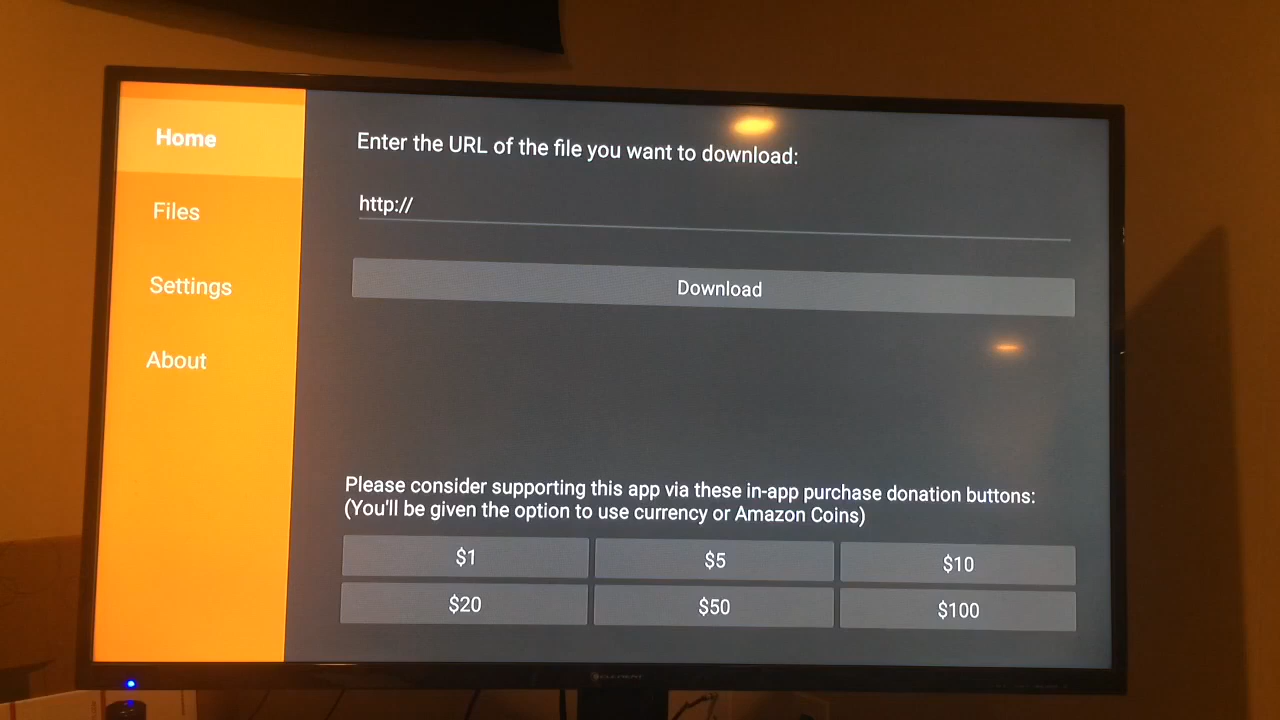 Home
Files
Settings
About
Enter the URL of the file you want to download:
http://
Download
Please consider supporting this app via these in-app purchase donation buttons:
(You'll be given the option to use currency or Amazon Coins)
$1
$5
$10
$20
$50
$100
ELEMENT